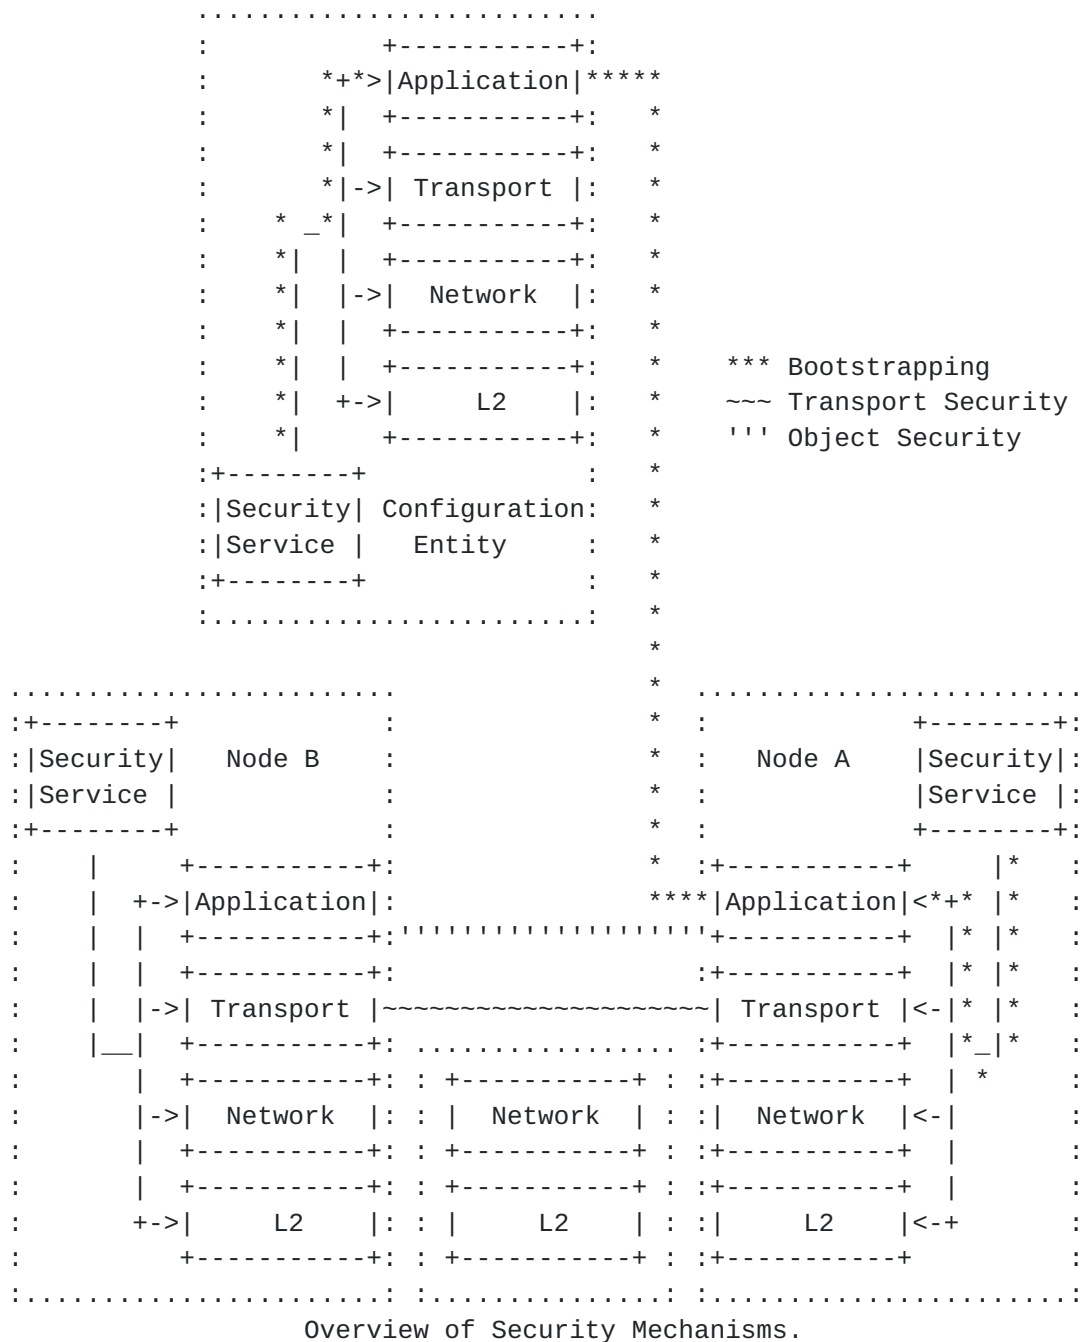 Application
Transport
Network
*** Bootstrapping
L2
~~~ Transport Security
''' Object Security
Security Configuration
Service Entity
Security Node B Node A Security
Service Service
Application Application
Transport Transport
Network Network Network
L2 L2 L2
Overview of Security Mechanisms.